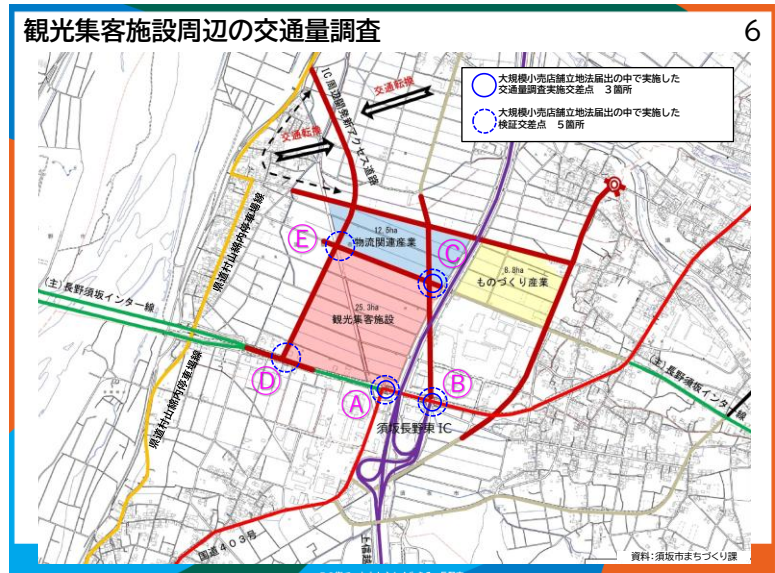 観光集客施設周辺の交通量調査
6
大規模小売店舗立地法届出の中で実施した
交通量調査実施交差点 3箇所
大規模小売店舗立地法届出の中で実施した
検証交差点 5箇所
交通転換
交通転換
IC周辺開発新アクセス道路
県道村山綿内停車場線
12.5ha
物流関連産業
Ⓔ
Ⓒ
8.8ha
ものづくり産業
(主)長野須坂インター線
25.3ha
観光集客施設
県道村山綿内停車場線
Ⓓ
Ⓐ
Ⓑ
(主)長野須坂インター線
須坂長野東IC
国道403号
上信越
資料:須坂市まちづくり課